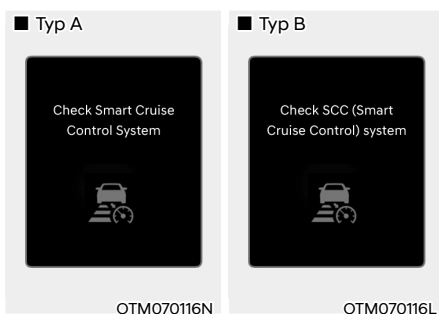 ■ Typ A
Check Smart Cruise
Control System
OTM070116N
■ Typ B
Check SCC (Smart
Cruise Control) system
OTM070116L